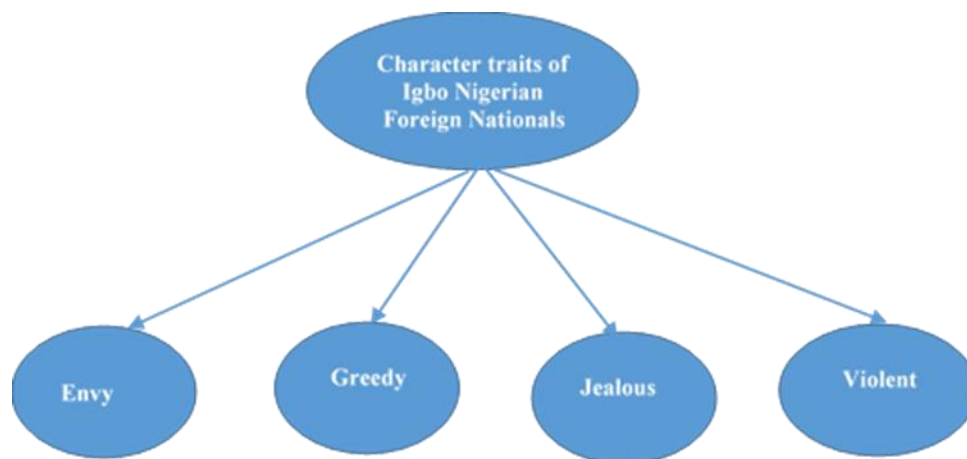 Character traits of
Igbo Nigerian
Foreign Nationals
Envy
Greedy
Jealous
Violent